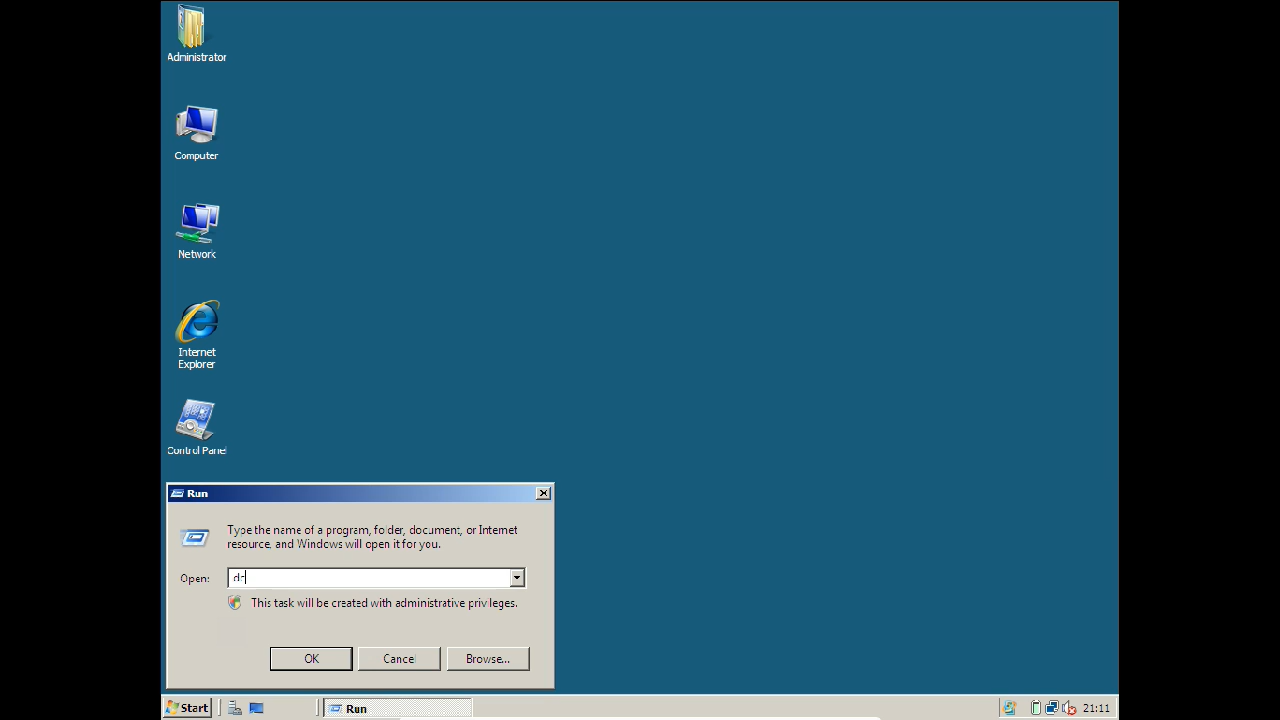 Administrator
Computer
Network
Internet
Explorer
Control Panel
Run
Type the name of a program, folder, document, or Internet
resource, and Windows will open it for you.
Open:
This task will be created with administrative privileges.
OK
Cancel
Browse...
Start
Run
21:11